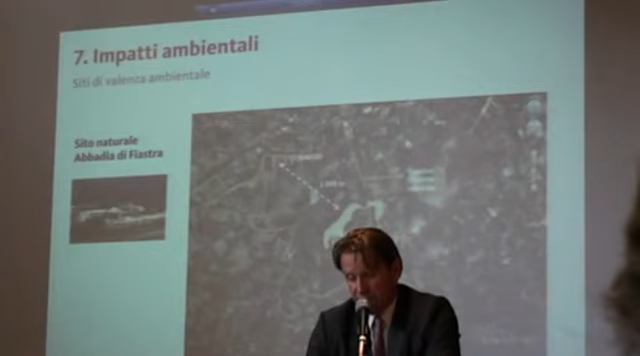 7. Impatti ambientali
Siti di valenza ambientale
Sito naturale
Abbadia di Fiastra